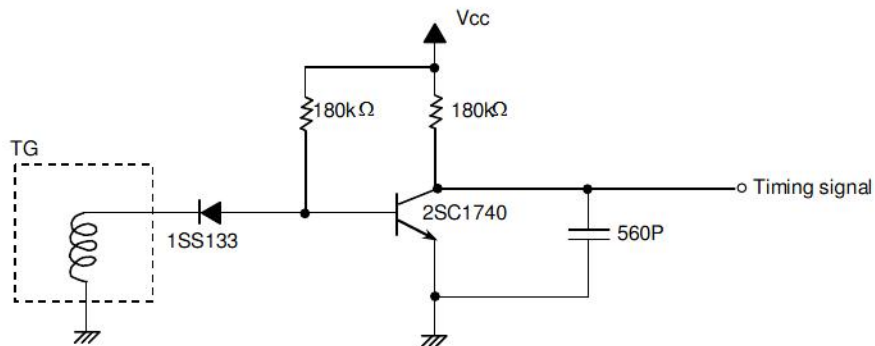 Vcc
180kΩ
180kΩ
TG
Timing signal
2SC1740
1SS133
560P